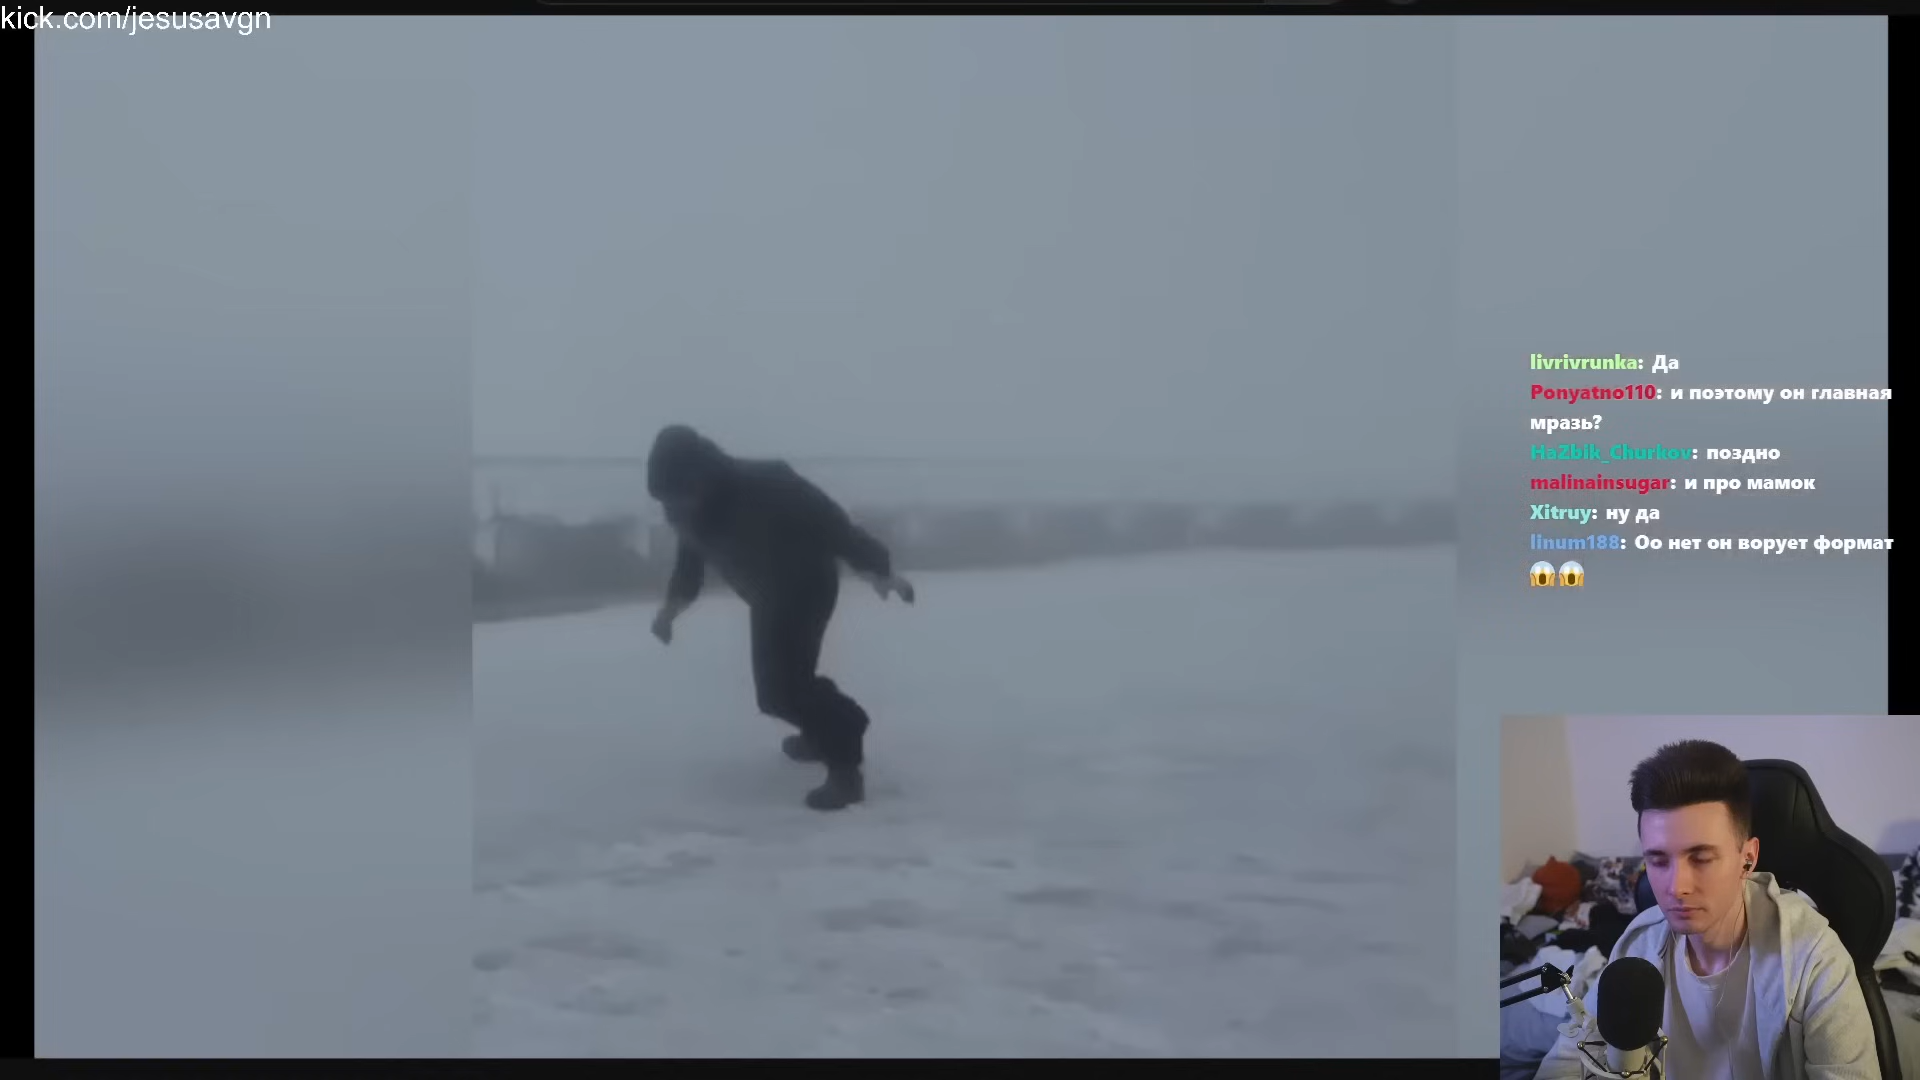 kick.com/jesusavgn
livrivrunka: Да
Ponyatno110: и поэтому он главная
мразь?
HaZbik_Churkov: поздно
malinainsugar: и про мамок
Xitruy: ну да
linum188: Оо нет он ворует формат
😱😱